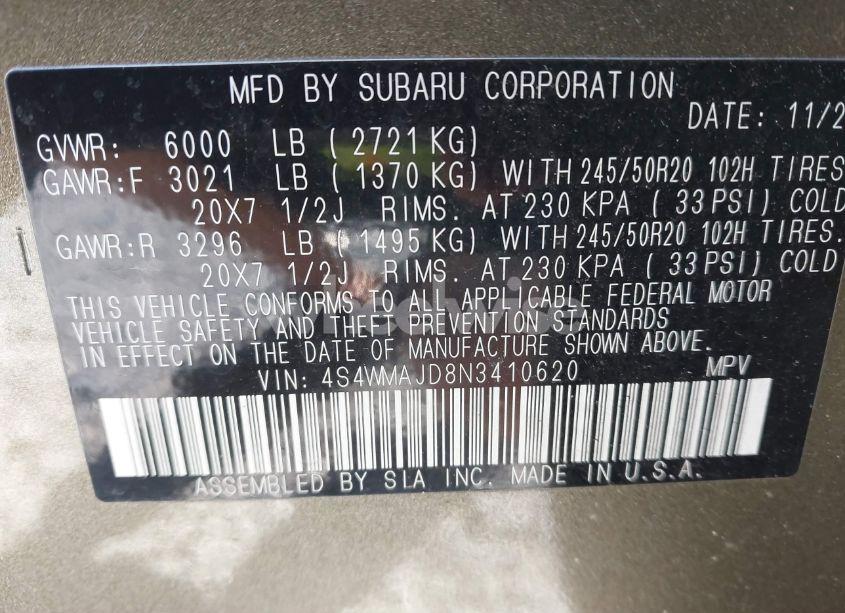 MFD BY SUBARU CORPORATION
DATE: 11/2
GVWR: 6000 LB ( 2721 KG)
GAWR:F 3021 LB ( 1370 KG) WITH 245/50R20 102H TIRES.
20X7 1/2J RIMS. AT 230 KPA ( 33 PSI) COLD
GAWR:R 3296 LB ( 1495 KG) WITH 245/50R20 102H TIRES.
20X7 1/2J RIMS. AT 230 KPA ( 33 PSI) COLD
THIS VEHICLE CONFORMS TO ALL APPLICABLE FEDERAL MOTOR
VEHICLE SAFETY AND THEFT PREVENTION STANDARDS
IN EFFECT ON THE DATE OF MANUFACTURE SHOWN ABOVE.
VIN: 4S4WMAJD8N3410620 MPV
ASSEMBLED BY SIA INC. MADE IN U.S.A.